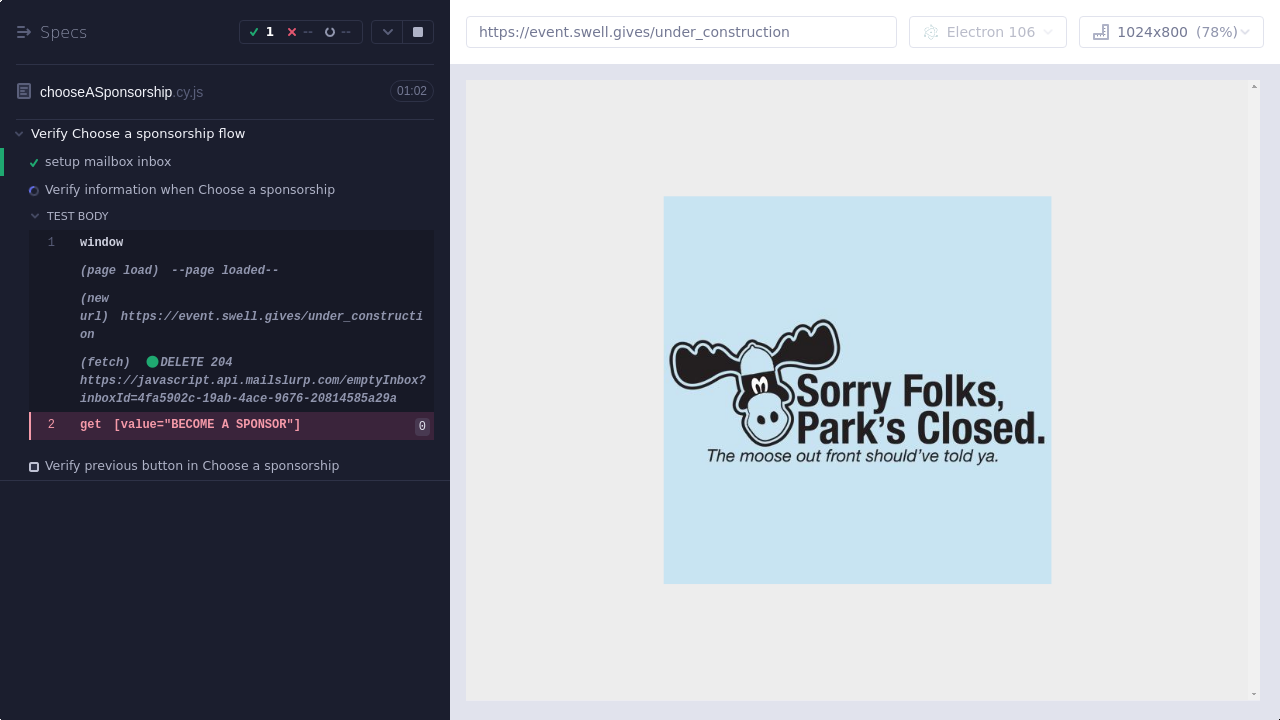 Specs
1
--
--
chooseASponsorship.cy.js
01:02
Verify Choose a sponsorship flow
setup mailbox inbox
Verify information when Choose a sponsorship
TEST BODY
1 window
(page load) --page loaded--
(new
url) https://event.swell.gives/under_constructi
on
(fetch) DELETE 204
https://javascript.api.mailslurp.com/emptyInbox?
inboxId=4fa5902c-19ab-4ace-9676-20814585a29a
2 get [value="BECOME A SPONSOR"] 0
Verify previous button in Choose a sponsorship
https://event.swell.gives/under_construction
Electron 106
1024x800 (78%)
Sorry Folks,
Park's Closed.
The moose out front should've told ya.